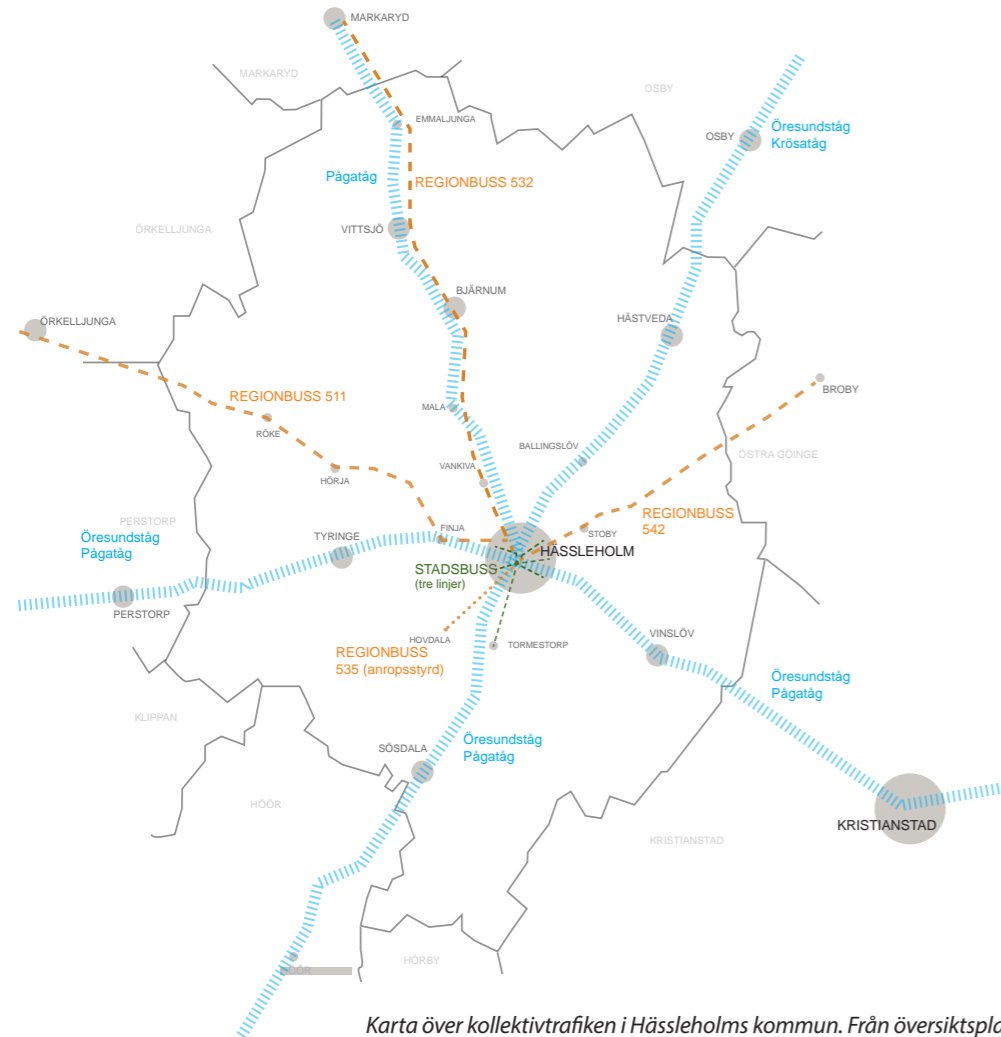 MARKARYD
MARKARYD
OSBY
EMMALJUNGA
OSBY
Öresundståg
Krösatåg
Pågatåg
REGIONBUSS 532
ÖRKELLJUNGA
VITTSJÖ
BJÄRNUM
ÖRKELLJUNGA
HÄSTVEDA
BROBY
REGIONBUSS 511
MALA
RÖKE
BALLINGSLÖV
ÖSTRA GÖINGE
VANKIVA
HÖRJA
PERSTORP
REGIONBUSS
542
Öresundståg
Pågatåg
TYRINGE
FINJA
STOBY
HÄSSLEHOLM
STADSBUSS
(tre linjer)
PERSTORP
HOVDALA
TORMESTORP
VINSLÖV
REGIONBUSS
535 (anropsstyrd)
Öresundståg
Pågatåg
KLIPPAN
Öresundståg
Pågatåg
SÖSDALA
HÖÖR
KRISTIANSTAD
KRISTIANSTAD
HÖRBY
HÖÖR
Karta över kollektivtrafiken i Hässleholms kommun. Från översiktspla